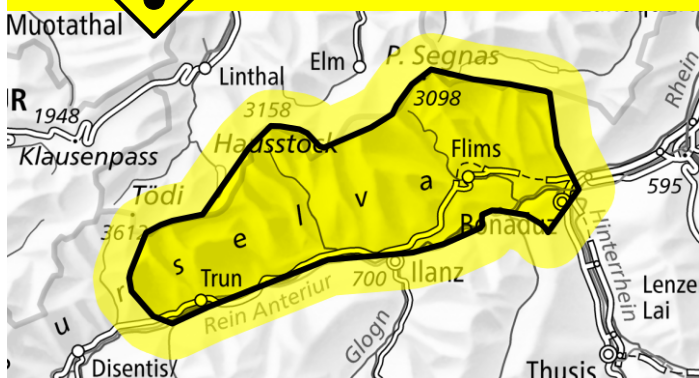 Muotathal
Linthal
Elm
P. Segnas
R
1948
3158
3098
Rhein
Klausenpass
Hausstock
Flims
Tödi
595
3612
s e l v a
Bonaduz
Hinterrhein
u r
Trun
700
Ilanz
Rein Anteriur
Lenze
Lai
Glogn
Disentis
Thusis